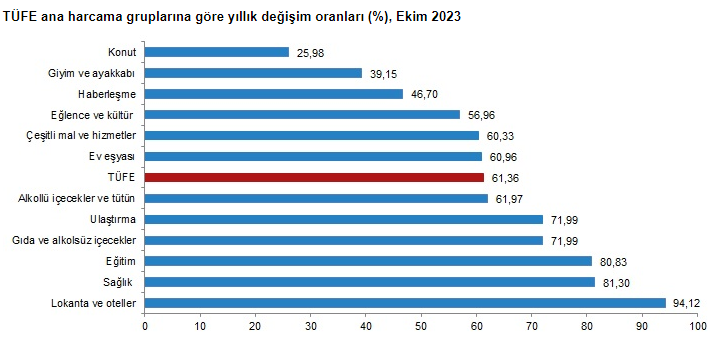 TÜFE ana harcama gruplarına göre yıllık değişim oranları (%), Ekim 2023
Konut 25,98
Giyim ve ayakkabı 39,15
Haberleşme 46,70
Eğlence ve kültür 56,96
Çeşitli mal ve hizmetler 60,33
Ev eşyası 60,96
TÜFE 61,36
Alkollü içecekler ve tütün 61,97
Ulaştırma 71,99
Gıda ve alkolsüz içecekler 71,99
Eğitim 80,83
Sağlık 81,30
Lokanta ve oteller 94,12
0 10 20 30 40 50 60 70 80 90 100